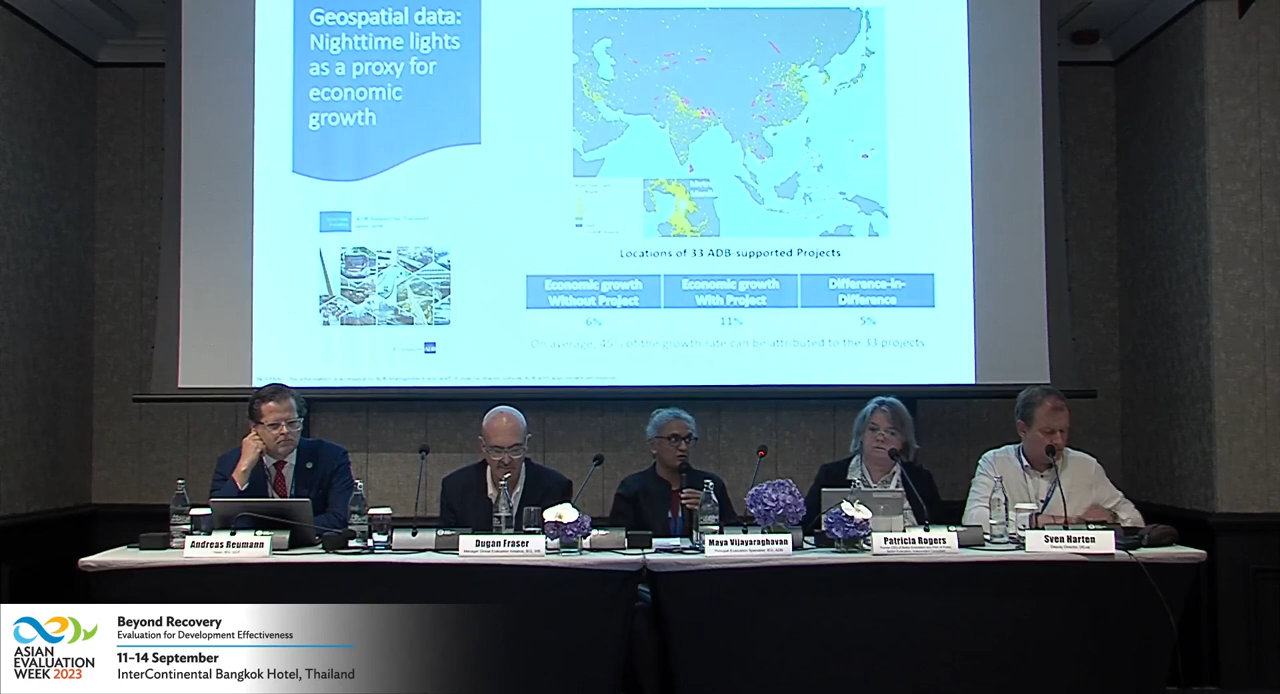 Geospatial data:
Nighttime lights
as a proxy for
economic
growth
Locations of 33 ADB-supported Projects
Economic growth
Without Project
Economic growth
With Project
Difference-in-
Difference
6%
11%
5%
On average, 45% of the growth rate can be attributed to the 33 projects.
Andreas Reumann
Dugan Fraser
Maya Vijayaraghavan
Patricia Rogers
Sven Harten
ASIAN
EVALUATION
WEEK 2023
Beyond Recovery
Evaluation for Development Effectiveness
11–14 September
InterContinental Bangkok Hotel, Thailand